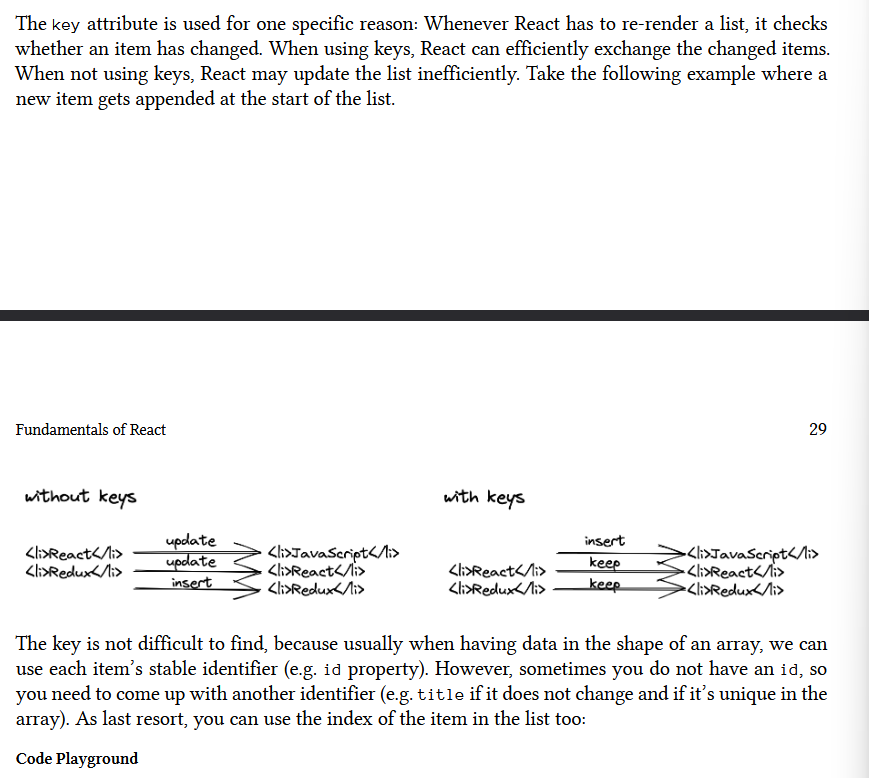 The key attribute is used for one specific reason: Whenever React has to re-render a list, it checks
whether an item has changed. When using keys, React can efficiently exchange the changed items.
When not using keys, React may update the list inefficiently. Take the following example where a
new item gets appended at the start of the list.
Fundamentals of React 29
without keys
<li>React</li> update <li>JavaScript</li>
<li>Redux</li> update <li>React</li>
insert <li>Redux</li>
with keys
insert <li>JavaScript</li>
<li>React</li> keep <li>React</li>
<li>Redux</li> keep <li>Redux</li>
The key is not difficult to find, because usually when having data in the shape of an array, we can
use each item’s stable identifier (e.g. id property). However, sometimes you do not have an id, so
you need to come up with another identifier (e.g. title if it does not change and if it’s unique in the
array). As last resort, you can use the index of the item in the list too:
Code Playground